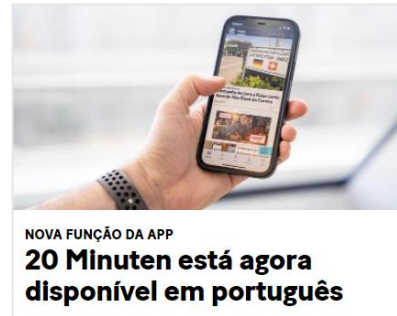 NOVA FUNÇÃO DA APP
20 Minuten está agora
disponível em português